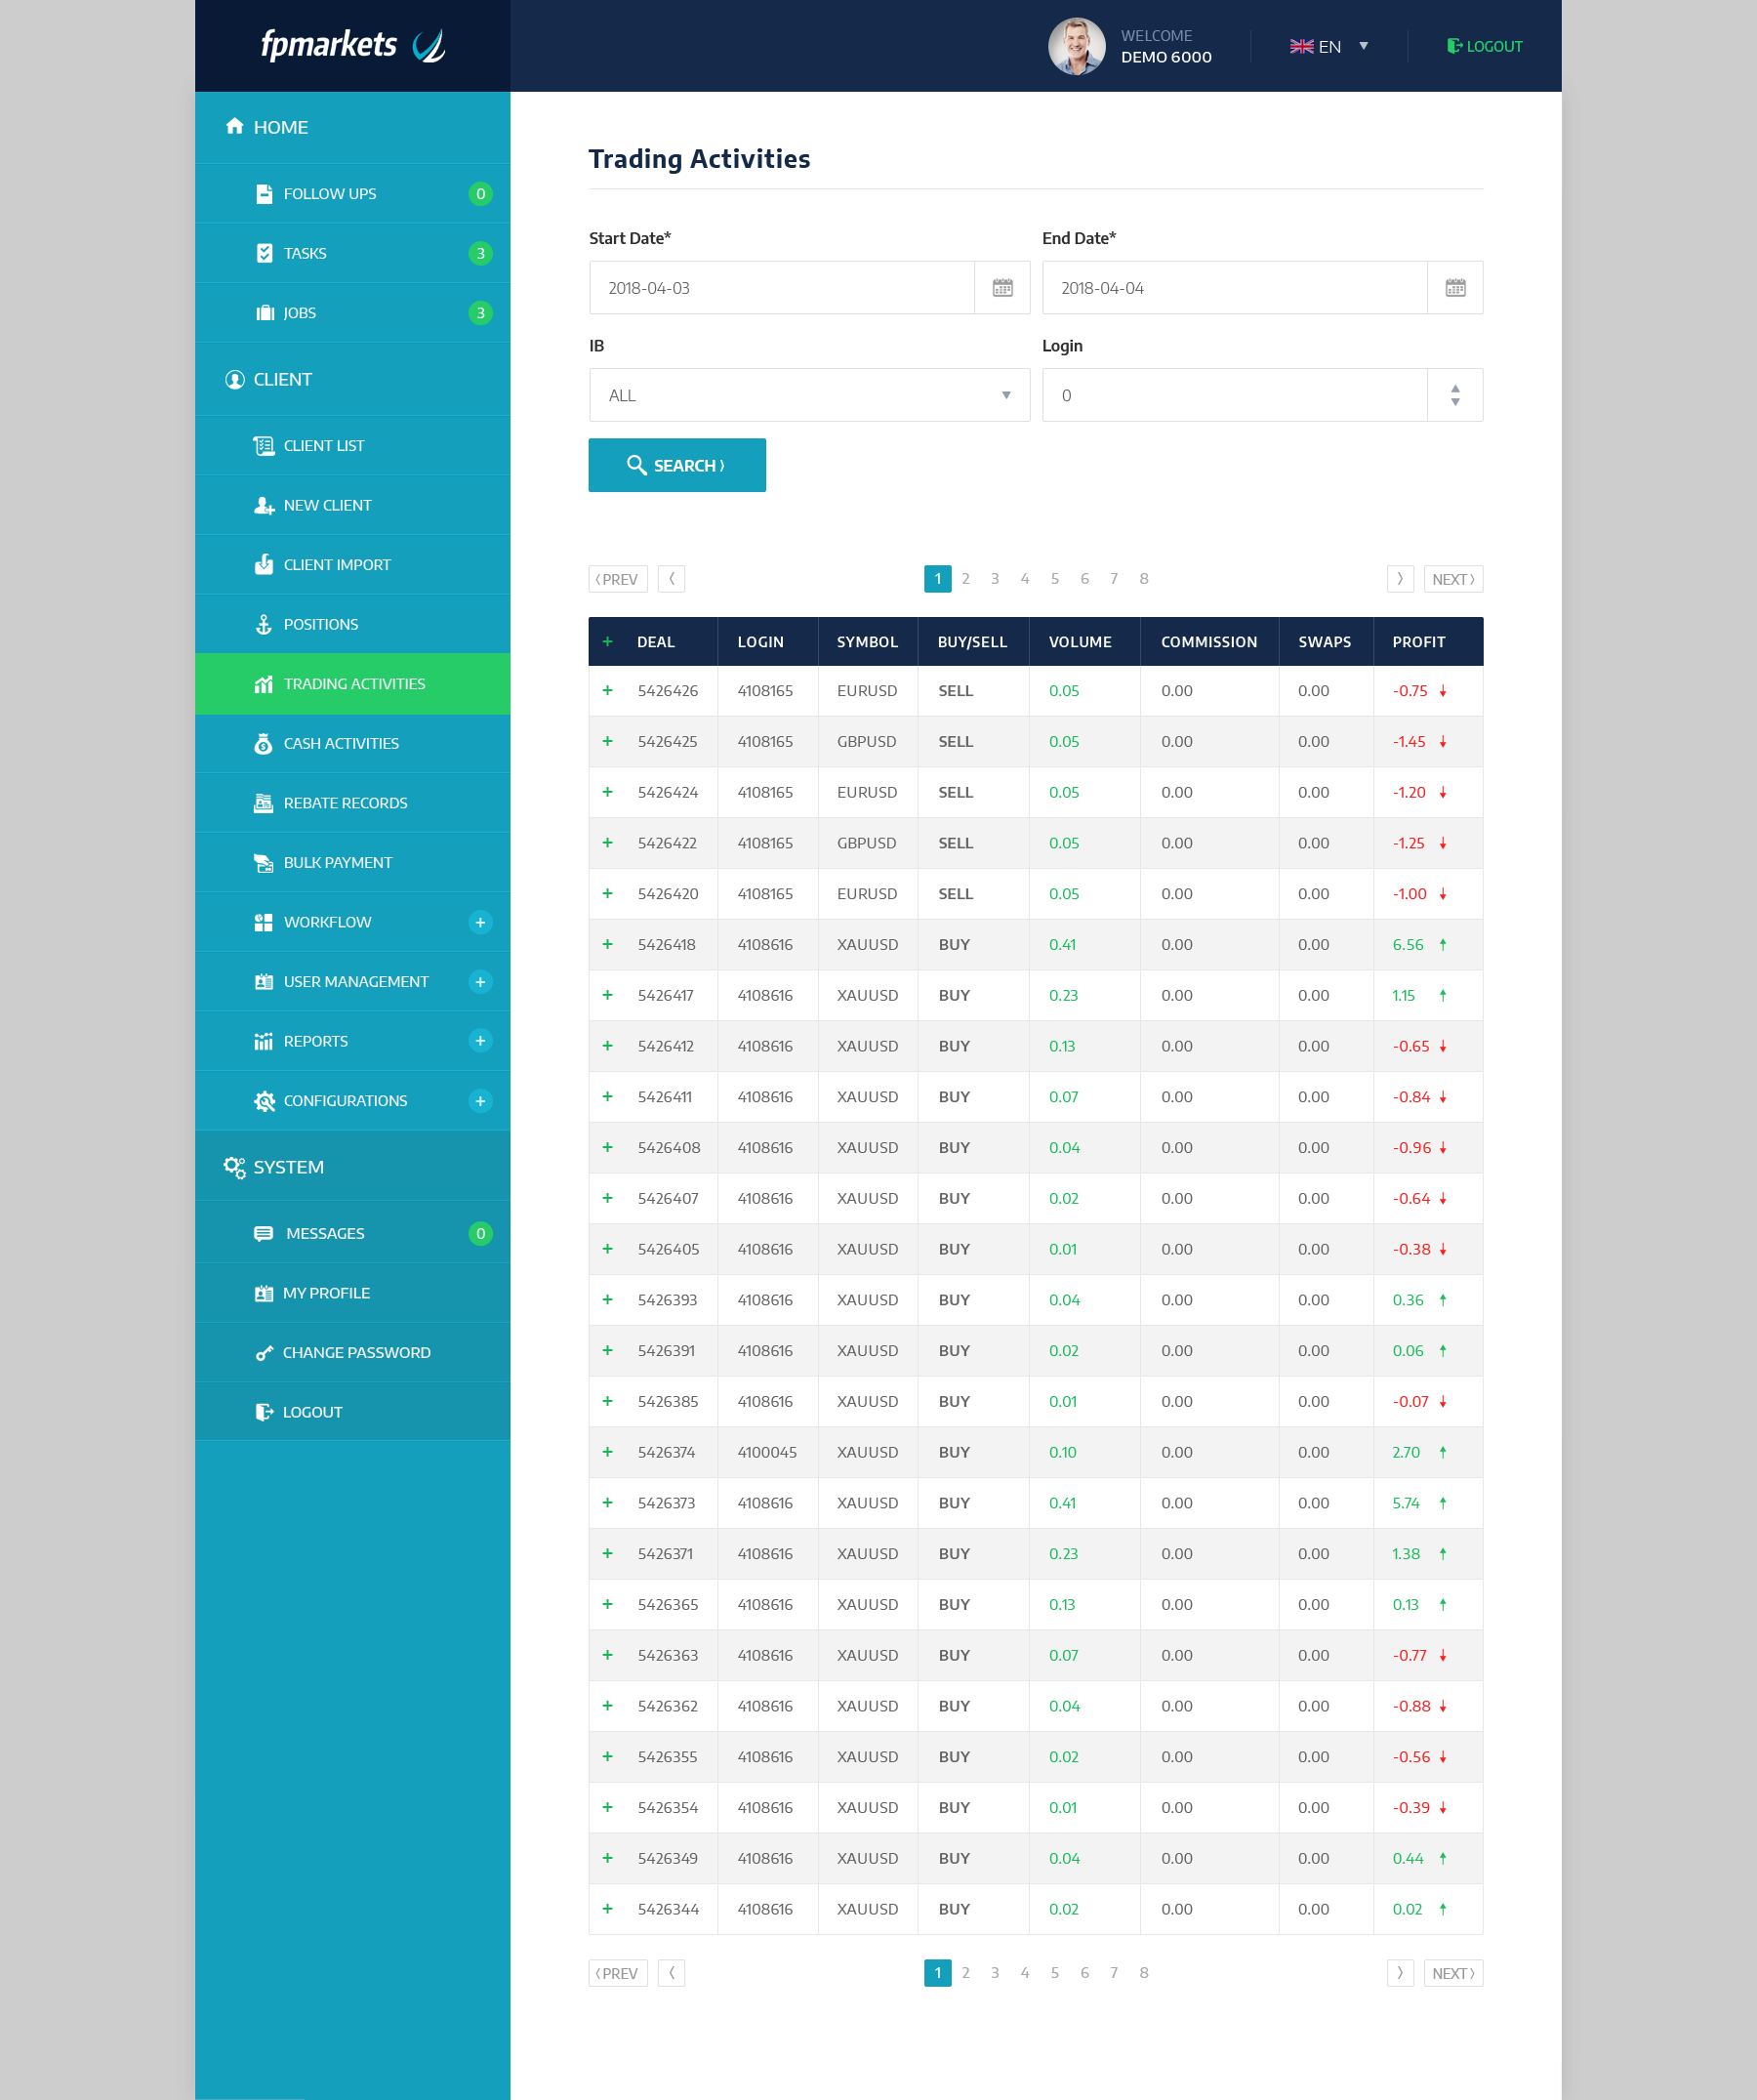 fpmarkets
WELCOME
DEMO 6000
EN
LOGOUT
HOME
FOLLOW UPS 0
TASKS 3
JOBS 3
CLIENT
CLIENT LIST
NEW CLIENT
CLIENT IMPORT
POSITIONS
TRADING ACTIVITIES
CASH ACTIVITIES
REBATE RECORDS
BULK PAYMENT
WORKFLOW +
USER MANAGEMENT +
REPORTS +
CONFIGURATIONS +
SYSTEM
MESSAGES 0
MY PROFILE
CHANGE PASSWORD
LOGOUT
Trading Activities
Start Date* End Date*
2018-04-03 2018-04-04
IB Login
ALL 0
SEARCH ⟩
⟨ PREV ⟨ 1 2 3 4 5 6 7 8 ⟩ NEXT ⟩
+ DEAL LOGIN SYMBOL BUY/SELL VOLUME COMMISSION SWAPS PROFIT
+ 5426426 4108165 EURUSD SELL 0.05 0.00 0.00 -0.75 ↓
+ 5426425 4108165 GBPUSD SELL 0.05 0.00 0.00 -1.45 ↓
+ 5426424 4108165 EURUSD SELL 0.05 0.00 0.00 -1.20 ↓
+ 5426422 4108165 GBPUSD SELL 0.05 0.00 0.00 -1.25 ↓
+ 5426420 4108165 EURUSD SELL 0.05 0.00 0.00 -1.00 ↓
+ 5426418 4108616 XAUUSD BUY 0.41 0.00 0.00 6.56 ↑
+ 5426417 4108616 XAUUSD BUY 0.23 0.00 0.00 1.15 ↑
+ 5426412 4108616 XAUUSD BUY 0.13 0.00 0.00 -0.65 ↓
+ 5426411 4108616 XAUUSD BUY 0.07 0.00 0.00 -0.84 ↓
+ 5426408 4108616 XAUUSD BUY 0.04 0.00 0.00 -0.96 ↓
+ 5426407 4108616 XAUUSD BUY 0.02 0.00 0.00 -0.64 ↓
+ 5426405 4108616 XAUUSD BUY 0.01 0.00 0.00 -0.38 ↓
+ 5426393 4108616 XAUUSD BUY 0.04 0.00 0.00 0.36 ↑
+ 5426391 4108616 XAUUSD BUY 0.02 0.00 0.00 0.06 ↑
+ 5426385 4108616 XAUUSD BUY 0.01 0.00 0.00 -0.07 ↓
+ 5426374 4100045 XAUUSD BUY 0.10 0.00 0.00 2.70 ↑
+ 5426373 4108616 XAUUSD BUY 0.41 0.00 0.00 5.74 ↑
+ 5426371 4108616 XAUUSD BUY 0.23 0.00 0.00 1.38 ↑
+ 5426365 4108616 XAUUSD BUY 0.13 0.00 0.00 0.13 ↑
+ 5426363 4108616 XAUUSD BUY 0.07 0.00 0.00 -0.77 ↓
+ 5426362 4108616 XAUUSD BUY 0.04 0.00 0.00 -0.88 ↓
+ 5426355 4108616 XAUUSD BUY 0.02 0.00 0.00 -0.56 ↓
+ 5426354 4108616 XAUUSD BUY 0.01 0.00 0.00 -0.39 ↓
+ 5426349 4108616 XAUUSD BUY 0.04 0.00 0.00 0.44 ↑
+ 5426344 4108616 XAUUSD BUY 0.02 0.00 0.00 0.02 ↑
⟨ PREV ⟨ 1 2 3 4 5 6 7 8 ⟩ NEXT ⟩